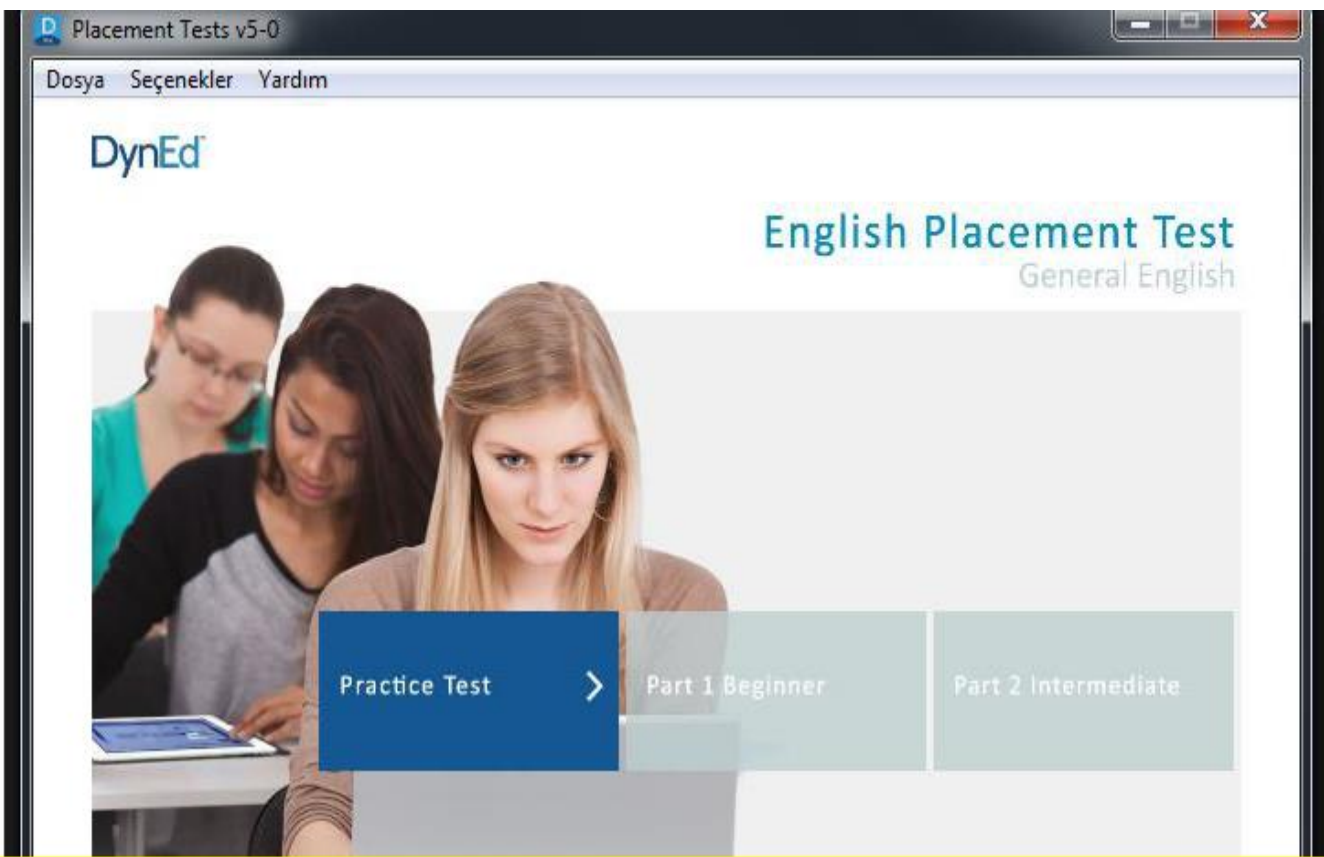 Placement Tests v5-0
Dosya Seçenekler Yardım
DynEd
English Placement Test
General English
Practice Test
Part 1 Beginner
Part 2 Intermediate